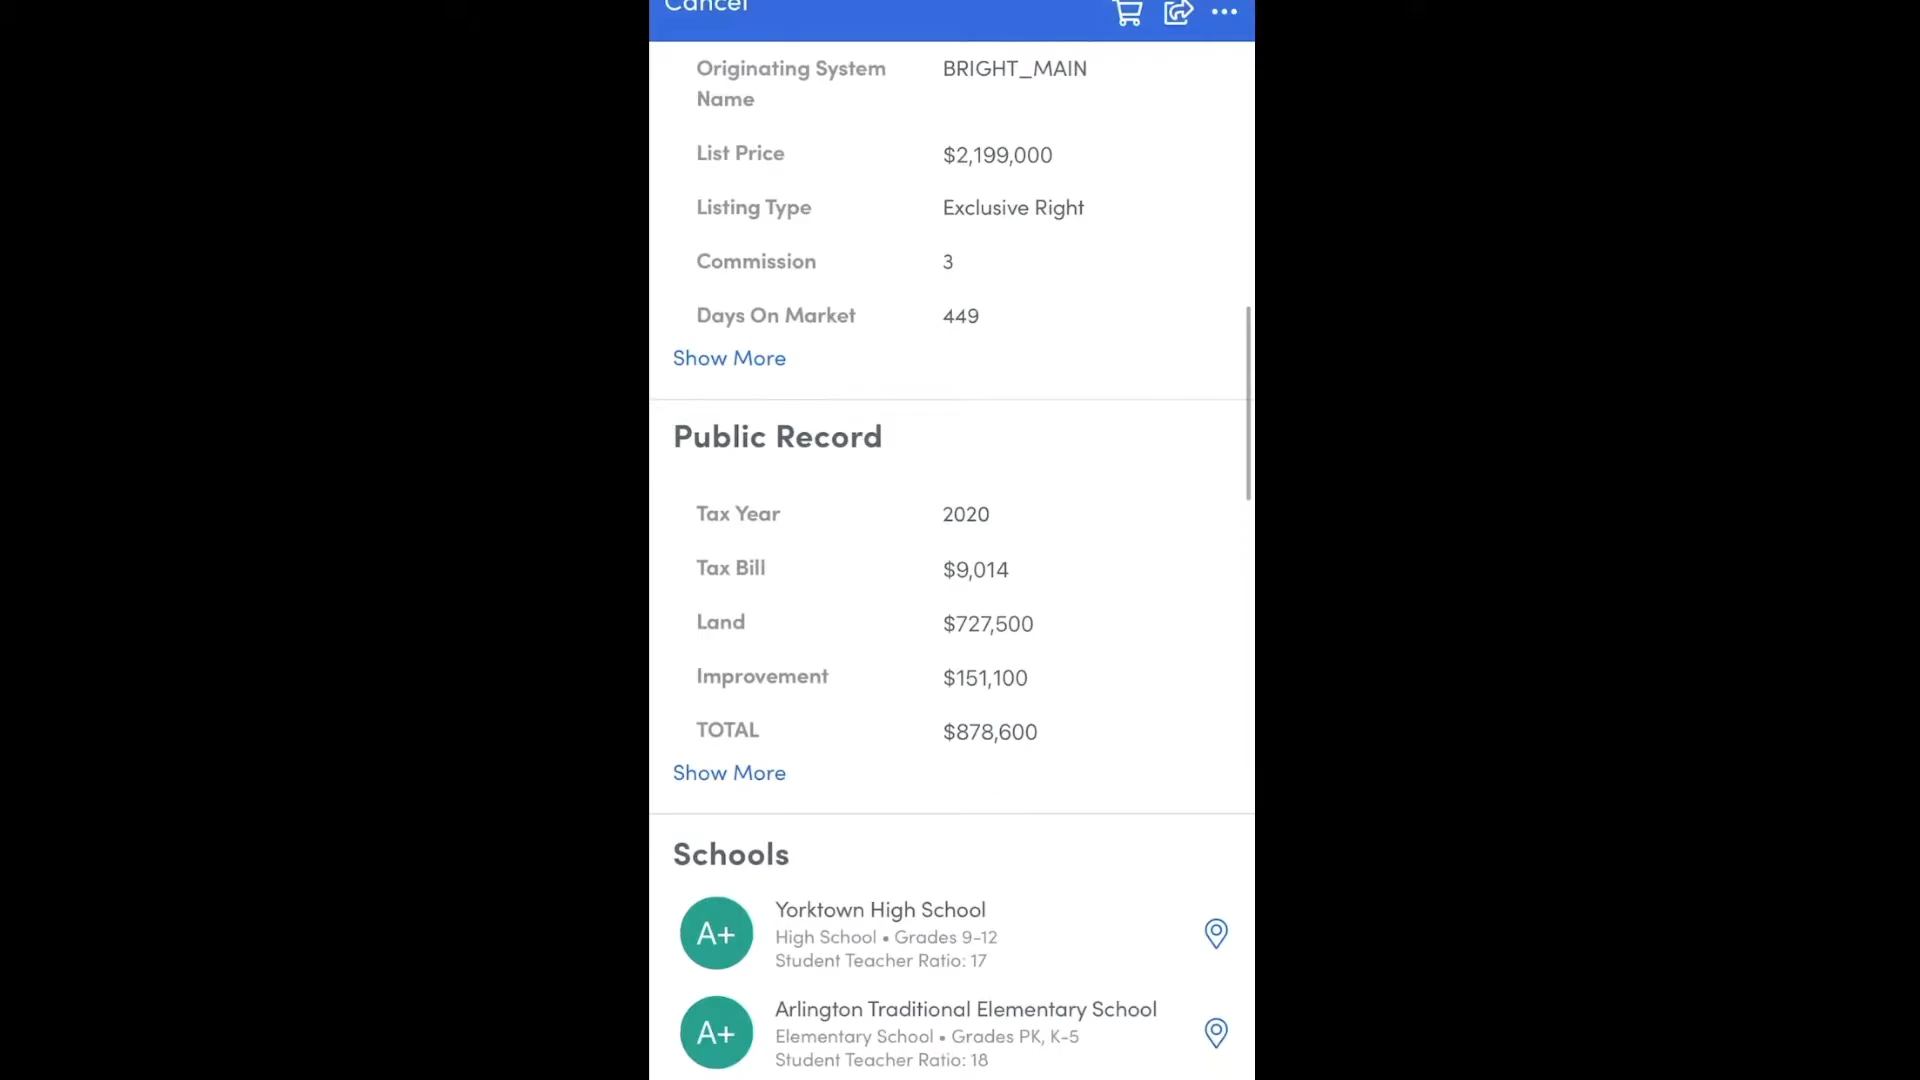 Cancel
Originating System Name BRIGHT_MAIN
List Price $2,199,000
Listing Type Exclusive Right
Commission 3
Days On Market 449
Show More
Public Record
Tax Year 2020
Tax Bill $9,014
Land $727,500
Improvement $151,100
TOTAL $878,600
Show More
Schools
A+
Yorktown High School
High School • Grades 9-12
Student Teacher Ratio: 17
A+
Arlington Traditional Elementary School
Elementary School • Grades PK, K-5
Student Teacher Ratio: 18